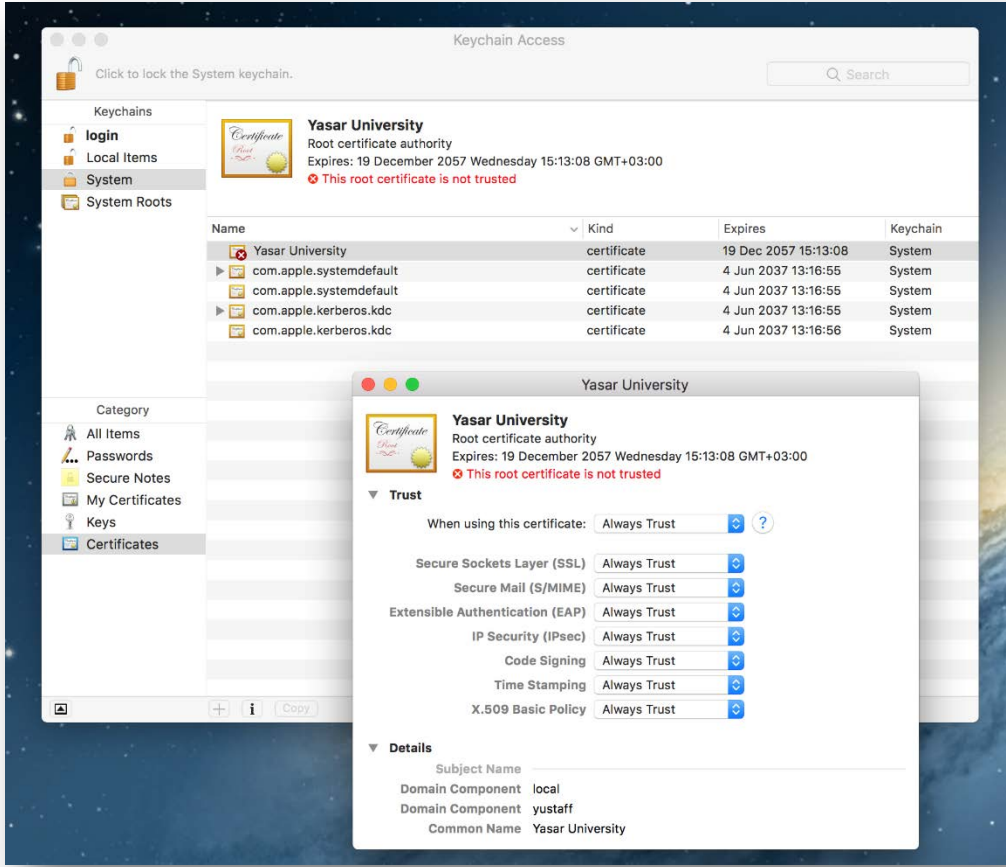 Keychain Access
Click to lock the System keychain.
Search
Keychains
login
Local Items
System
System Roots
Certificate
Root
Yasar University
Root certificate authority
Expires: 19 December 2057 Wednesday 15:13:08 GMT+03:00
This root certificate is not trusted
Name Kind Expires Keychain
Yasar University certificate 19 Dec 2057 15:13:08 System
com.apple.systemdefault certificate 4 Jun 2037 13:16:55 System
com.apple.systemdefault certificate 4 Jun 2037 13:16:55 System
com.apple.kerberos.kdc certificate 4 Jun 2037 13:16:55 System
com.apple.kerberos.kdc certificate 4 Jun 2037 13:16:56 System
Category
All Items
Passwords
Secure Notes
My Certificates
Keys
Certificates
+ i Copy
Yasar University
Certificate
Root
Yasar University
Root certificate authority
Expires: 19 December 2057 Wednesday 15:13:08 GMT+03:00
This root certificate is not trusted
Trust
When using this certificate: Always Trust ?
Secure Sockets Layer (SSL) Always Trust
Secure Mail (S/MIME) Always Trust
Extensible Authentication (EAP) Always Trust
IP Security (IPsec) Always Trust
Code Signing Always Trust
Time Stamping Always Trust
X.509 Basic Policy Always Trust
Details
Subject Name
Domain Component local
Domain Component yustaff
Common Name Yasar University